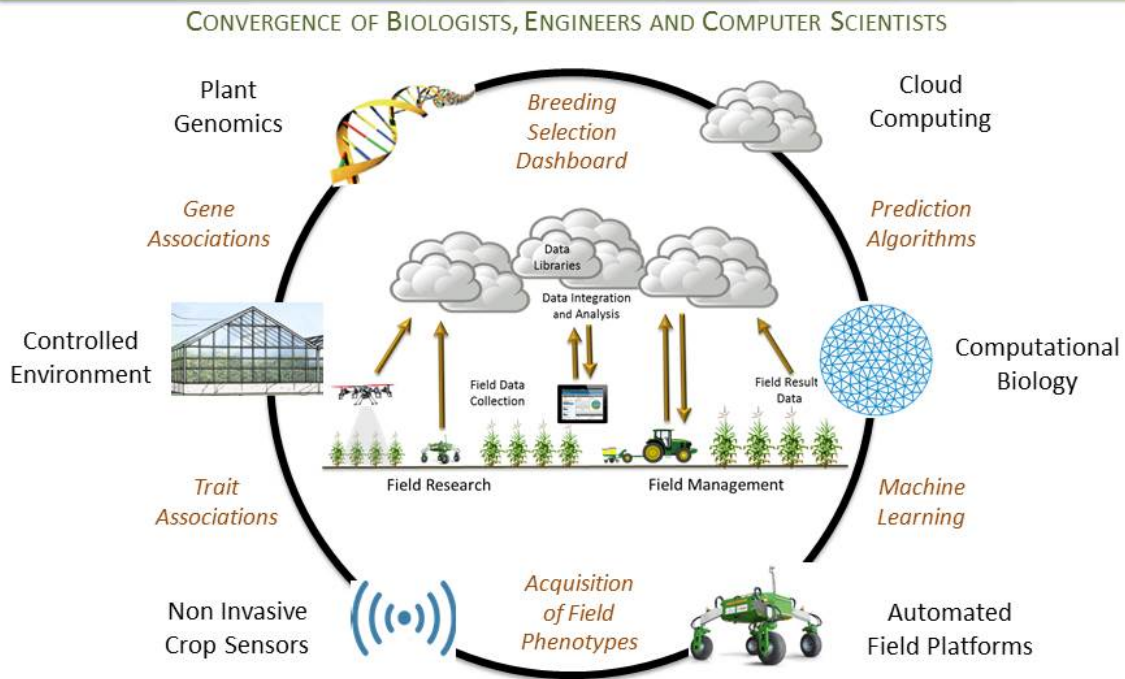 CONVERGENCE OF BIOLOGISTS, ENGINEERS AND COMPUTER SCIENTISTS
Plant
Genomics
Breeding
Selection
Dashboard
Cloud
Computing
Gene
Associations
Prediction
Algorithms
Data
Libraries
Data Integration
and Analysis
Controlled
Environment
Field Data
Collection
Field Result
Data
Computational
Biology
Field Research
Field Management
Trait
Associations
Machine
Learning
Non Invasive
Crop Sensors
Acquisition
of Field
Phenotypes
Automated
Field Platforms